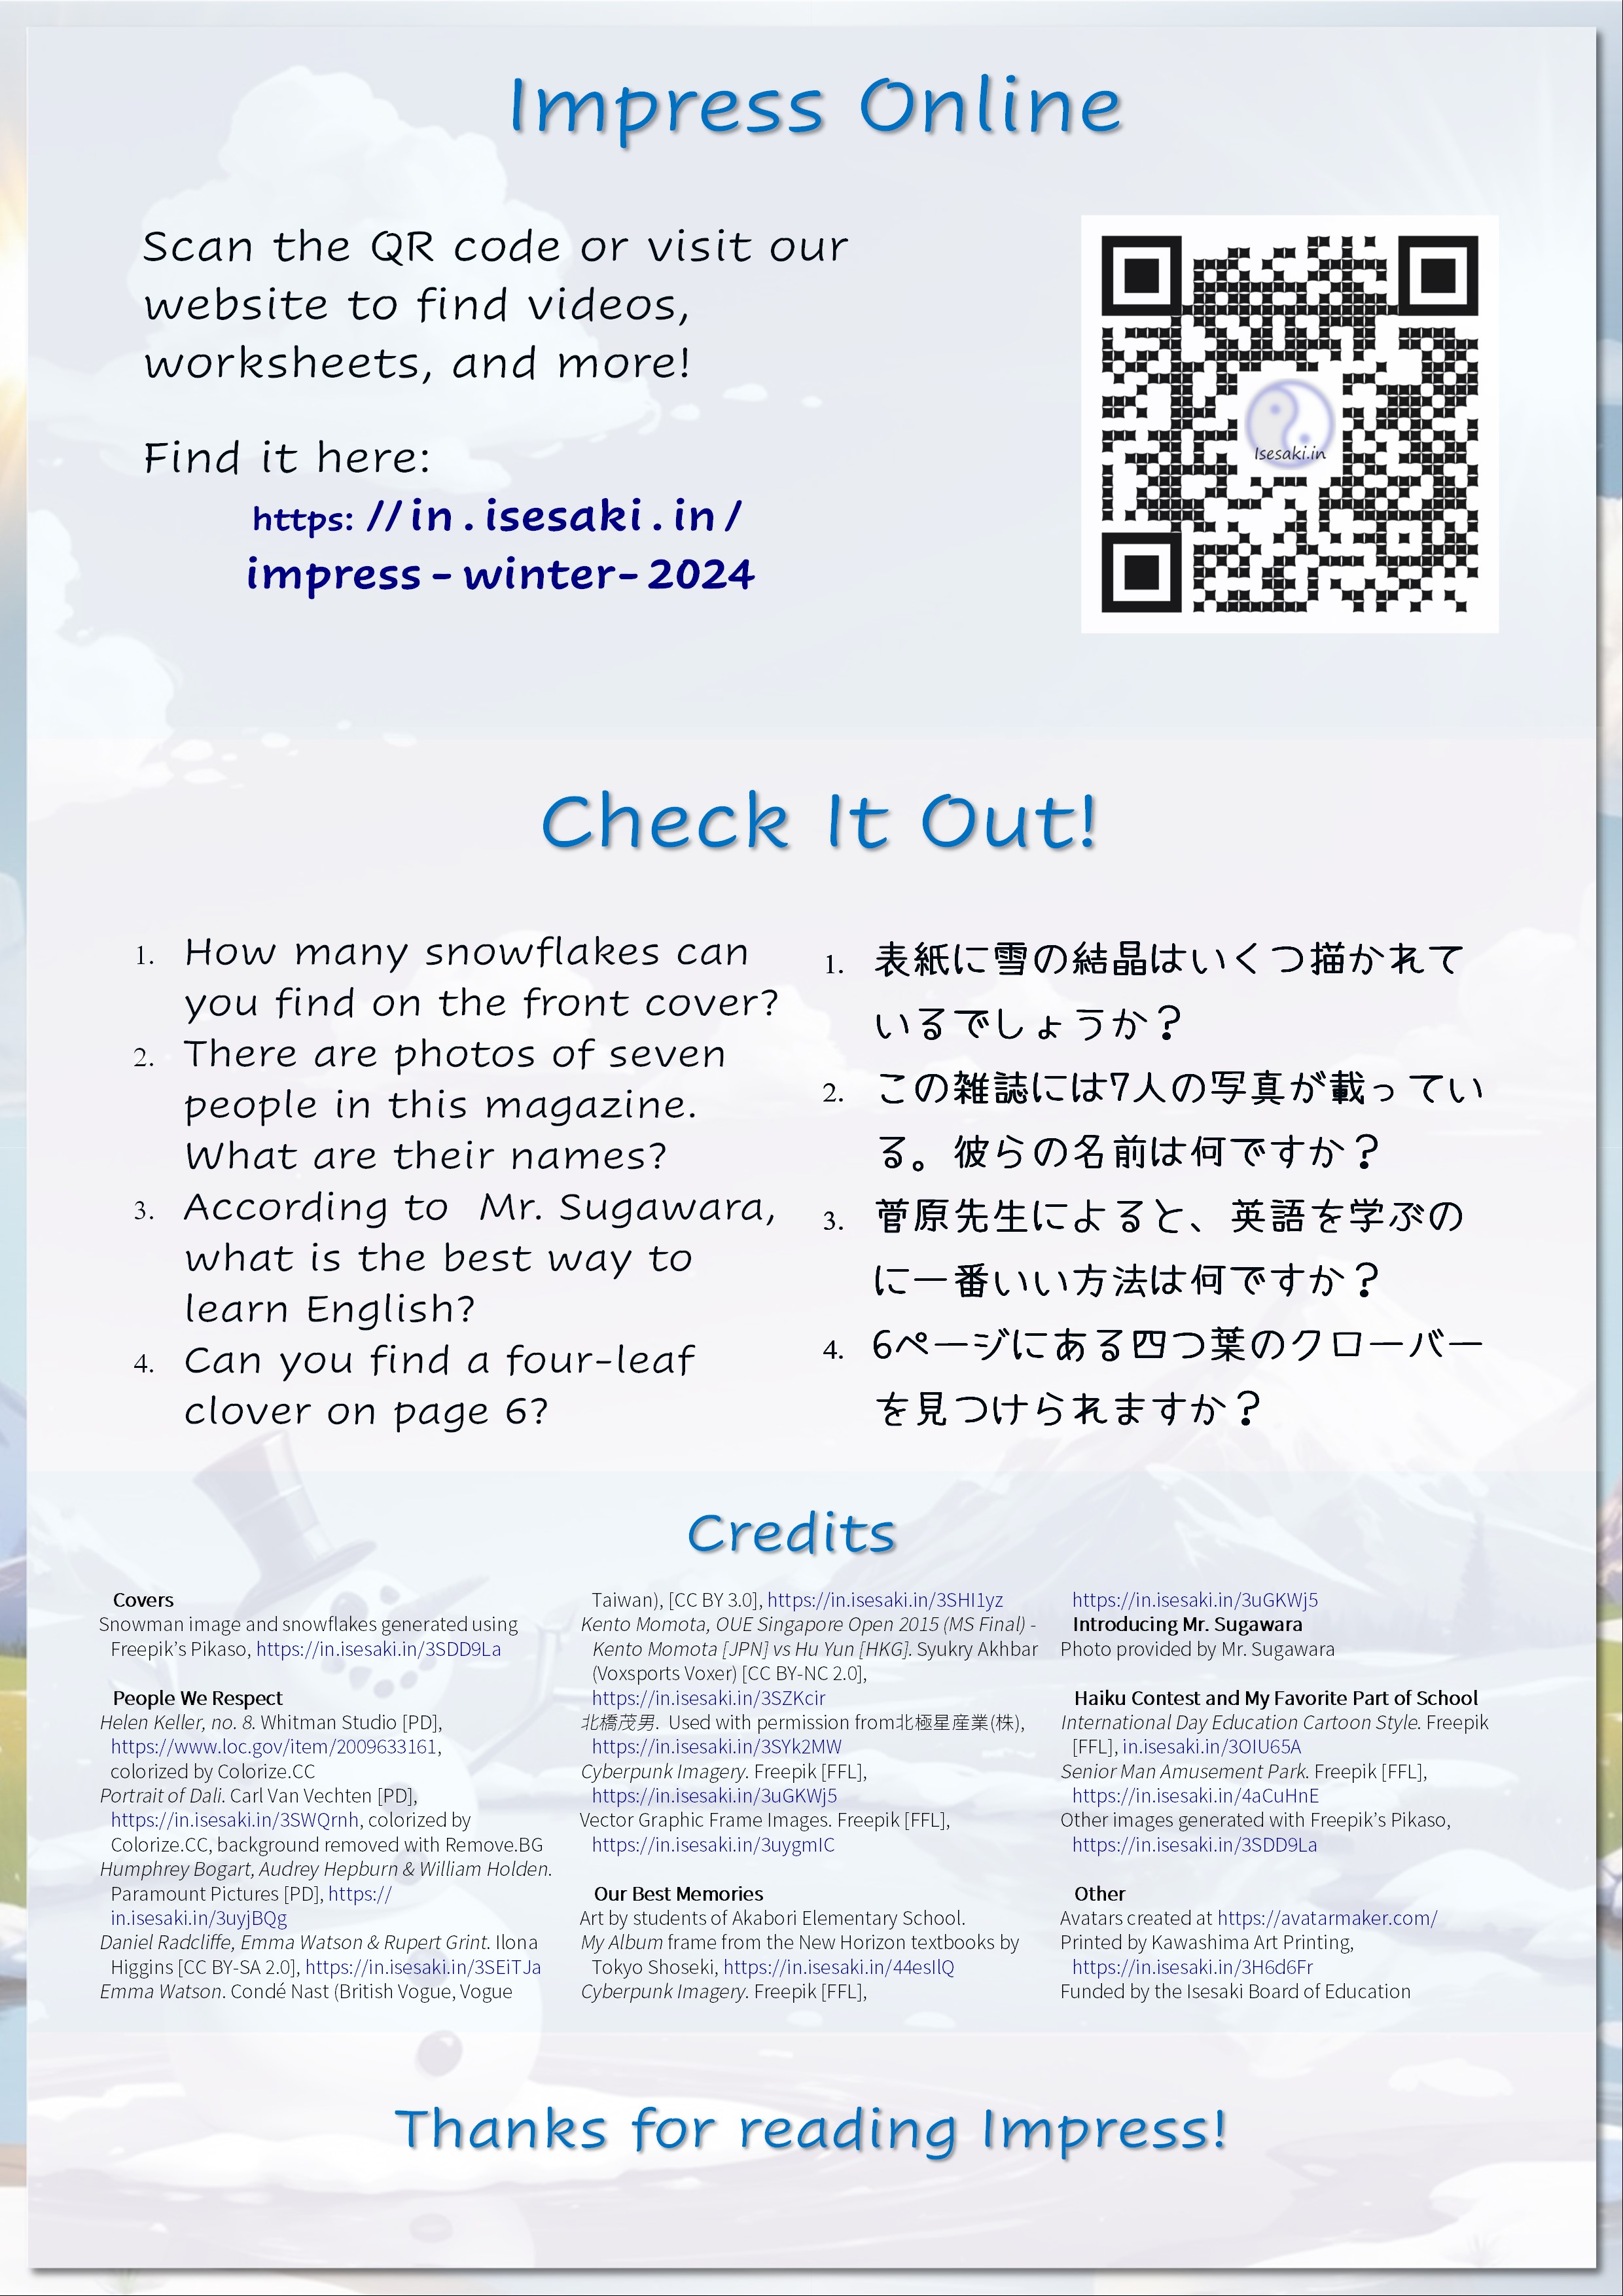 Impress Online
Scan the QR code or visit our
website to find videos,
worksheets, and more!
Find it here:
https: //in.isesaki.in/
impress-winter-2024
Isesaki.in
Check It Out!
1. How many snowflakes can
you find on the front cover?
2. There are photos of seven
people in this magazine.
What are their names?
3. According to Mr. Sugawara,
what is the best way to
learn English?
4. Can you find a four-leaf
clover on page 6?
1. 表紙に雪の結晶はいくつ描かれて
いるでしょうか？
2. この雑誌には7人の写真が載ってい
る。彼らの名前は何ですか？
3. 菅原先生によると、英語を学ぶの
に一番いい方法は何ですか？
4. 6ページにある四つ葉のクローバー
を見つけられますか？
Credits
Covers
Snowman image and snowflakes generated using
Freepik’s Pikaso, https://in.isesaki.in/3SDD9La
People We Respect
Helen Keller, no. 8. Whitman Studio [PD],
https://www.loc.gov/item/2009633161,
colorized by Colorize.CC
Portrait of Dali. Carl Van Vechten [PD],
https://in.isesaki.in/3SWQrnh, colorized by
Colorize.CC, background removed with Remove.BG
Humphrey Bogart, Audrey Hepburn & William Holden.
Paramount Pictures [PD], https://
in.isesaki.in/3uyjBQg
Daniel Radcliffe, Emma Watson & Rupert Grint. Ilona
Higgins [CC BY-SA 2.0], https://in.isesaki.in/3SEiTJa
Emma Watson. Condé Nast (British Vogue, Vogue
Taiwan), [CC BY 3.0], https://in.isesaki.in/3SHI1yz
Kento Momota, OUE Singapore Open 2015 (MS Final) -
Kento Momota [JPN] vs Hu Yun [HKG]. Syukry Akhbar
(Voxsports Voxer) [CC BY-NC 2.0],
https://in.isesaki.in/3SZKcir
北橋茂男. Used with permission from北極星産業(株),
https://in.isesaki.in/3SYk2MW
Cyberpunk Imagery. Freepik [FFL],
https://in.isesaki.in/3uGKWj5
Vector Graphic Frame Images. Freepik [FFL],
https://in.isesaki.in/3uygmIC
Our Best Memories
Art by students of Akabori Elementary School.
My Album frame from the New Horizon textbooks by
Tokyo Shoseki, https://in.isesaki.in/44esIlQ
Cyberpunk Imagery. Freepik [FFL],
https://in.isesaki.in/3uGKWj5
Introducing Mr. Sugawara
Photo provided by Mr. Sugawara
Haiku Contest and My Favorite Part of School
International Day Education Cartoon Style. Freepik
[FFL], in.isesaki.in/3OIU65A
Senior Man Amusement Park. Freepik [FFL],
https://in.isesaki.in/4aCuHnE
Other images generated with Freepik’s Pikaso,
https://in.isesaki.in/3SDD9La
Other
Avatars created at https://avatarmaker.com/
Printed by Kawashima Art Printing,
https://in.isesaki.in/3H6d6Fr
Funded by the Isesaki Board of Education
Thanks for reading Impress!